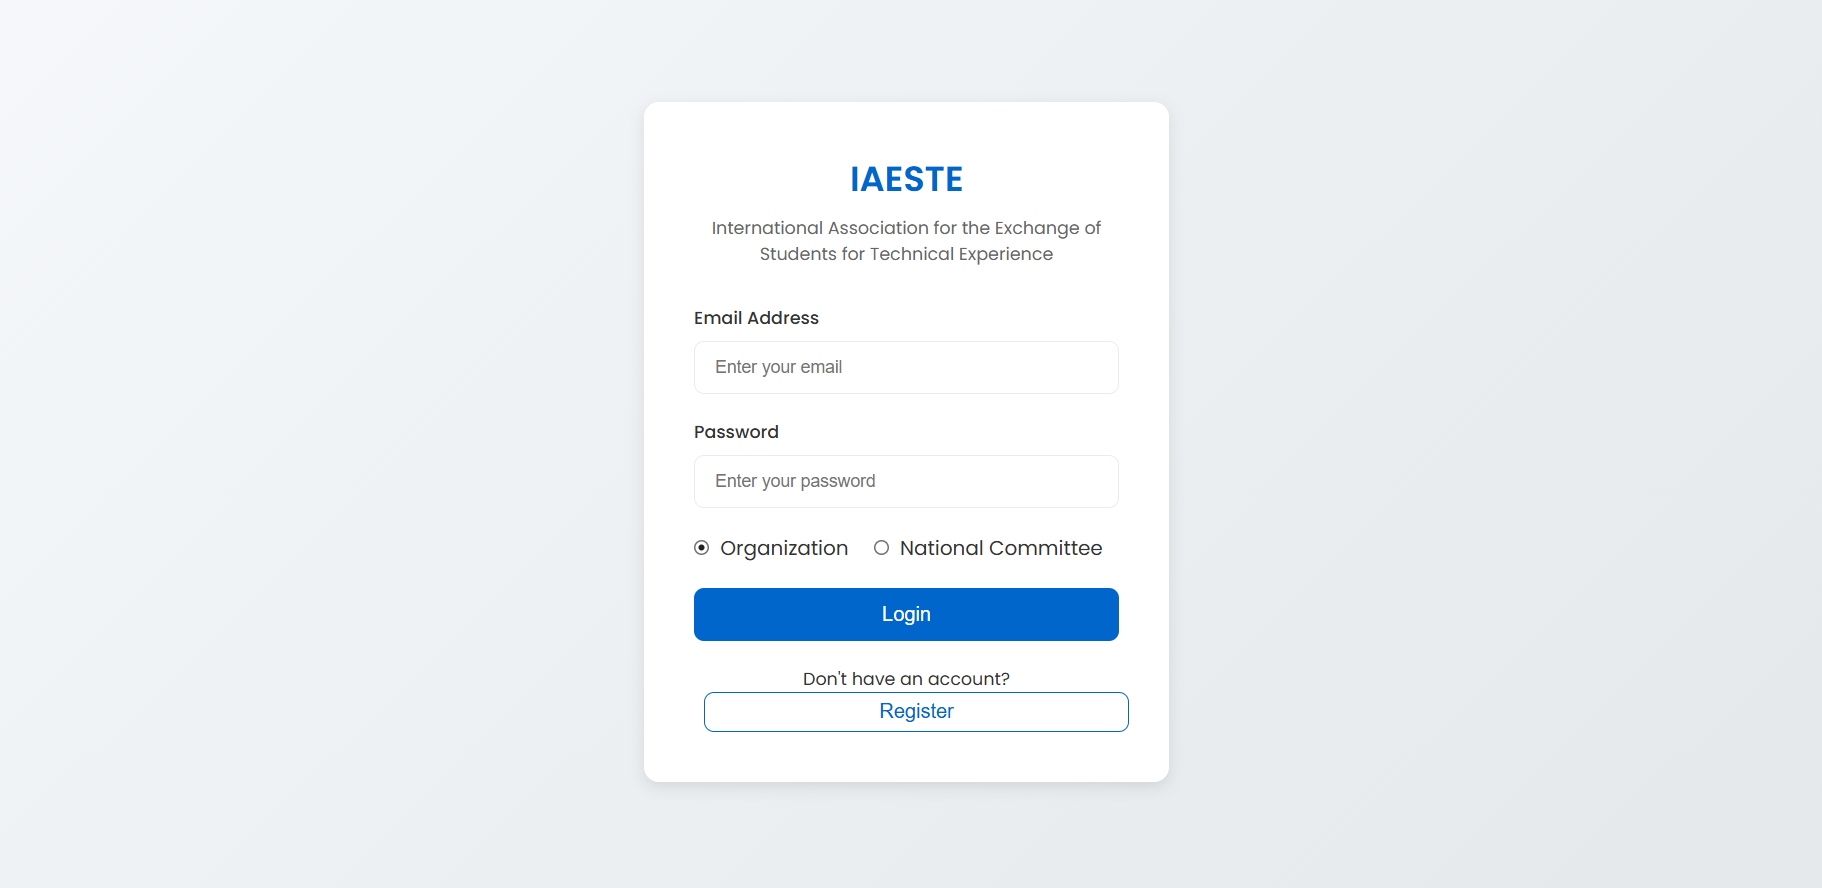 IAESTE
International Association for the Exchange of
Students for Technical Experience
Email Address
Enter your email
Password
Enter your password
Organization National Committee
Login
Don't have an account?
Register